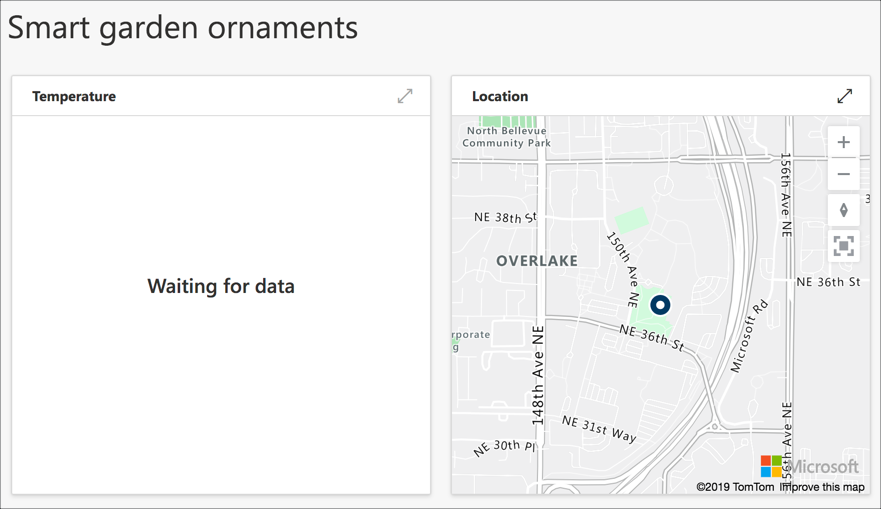 Smart garden ornaments
Temperature
Waiting for data
Location
North Bellevue
Community Park
156th Ave NE
3
NE 38th St
150th Ave NE
OVERLAKE
NE 36th St
NE 36th St
Microsoft Rd
rporate
g
148th Ave NE
NE 31st Way
NE 30th Pl
156th Ave NE
Microsoft
©2019 TomTom Improve this map